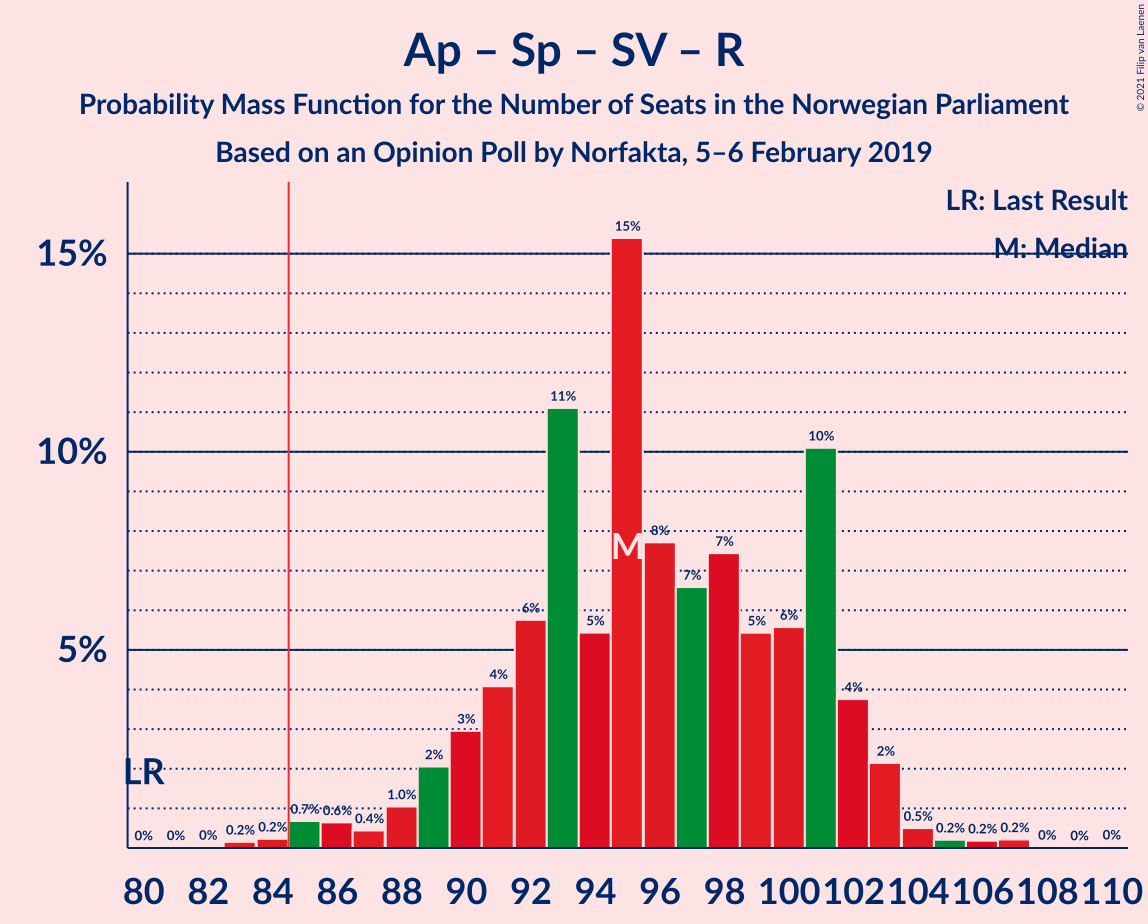 © 2021 Filip van Laenen
Ap – Sp – SV – R
Probability Mass Function for the Number of Seats in the Norwegian Parliament
Based on an Opinion Poll by Norfakta, 5–6 February 2019
LR: Last Result
M: Median
15%
10%
5%
LR
M
0% 0% 0% 0.2% 0.2% 0.7% 0.6% 0.4% 1.0% 2% 3% 4% 6% 11% 5% 15% 8% 7% 7% 5% 6% 10% 4% 2% 0.5% 0.2% 0.2% 0.2% 0% 0% 0%
80 82 84 86 88 90 92 94 96 98 100 102 104 106 108 110